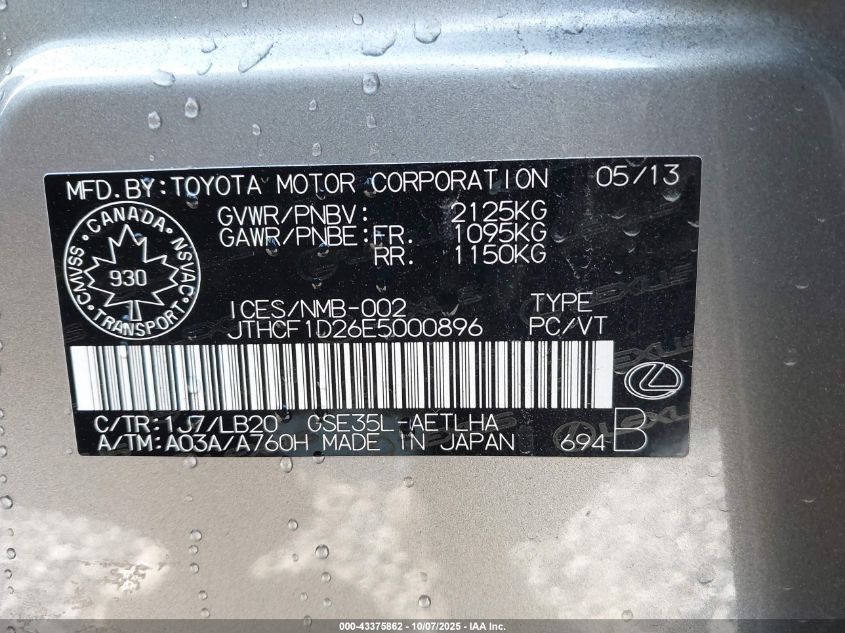 MFD.BY:TOYOTA MOTOR CORPORATION 05/13
GVWR/PNBV: 2125KG
GAWR/PNBE:FR. 1095KG
RR. 1150KG
CANADA
CMVSS 930 NSVAC
TRANSPORT
ICES/NMB-002 TYPE
JTHCF1D26E5000896 PC/VT
C/TR:1J7/LB20 GSE35L-AETLHA
A/TM:A03A/A760H MADE IN JAPAN 694 B
000-43375862 - 10/07/2025 - IAA Inc.